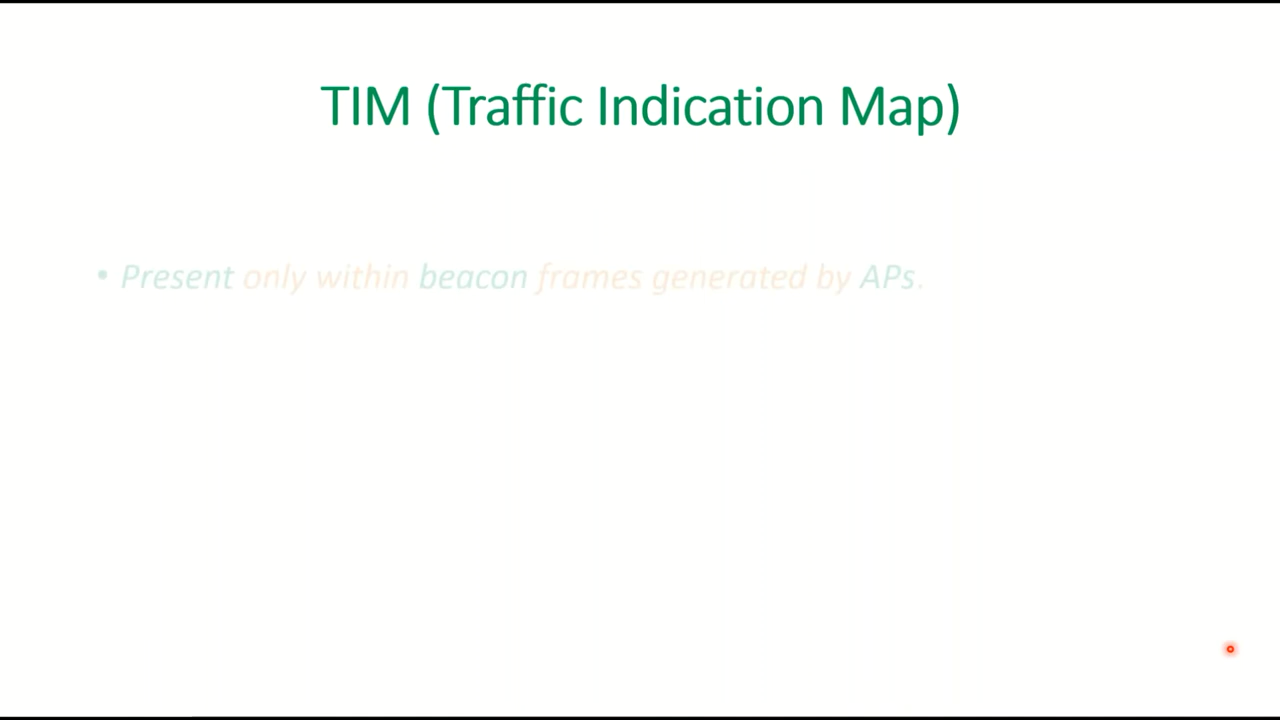 TIM (Traffic Indication Map)
• Present only within beacon frames generated by APs.